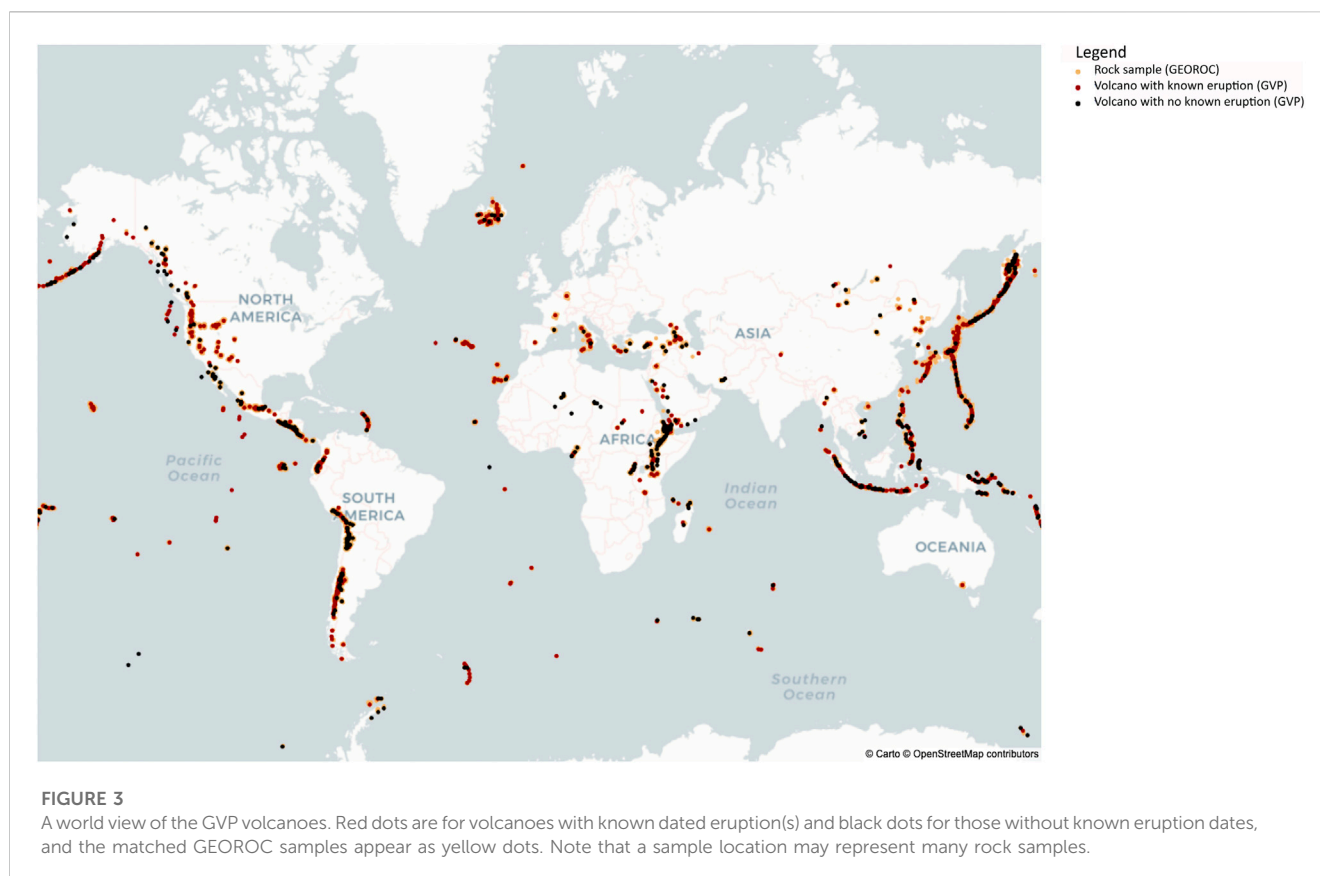 Legend
Rock sample (GEOROC)
Volcano with known eruption (GVP)
Volcano with no known eruption (GVP)
NORTH
AMERICA
ASIA
AFRICA
Pacific
Ocean
Indian
Ocean
SOUTH
AMERICA
OCEANIA
Southern
Ocean
© Carto © OpenStreetMap contributors
FIGURE 3
A world view of the GVP volcanoes. Red dots are for volcanoes with known dated eruption(s) and black dots for those without known eruption dates,
and the matched GEOROC samples appear as yellow dots. Note that a sample location may represent many rock samples.